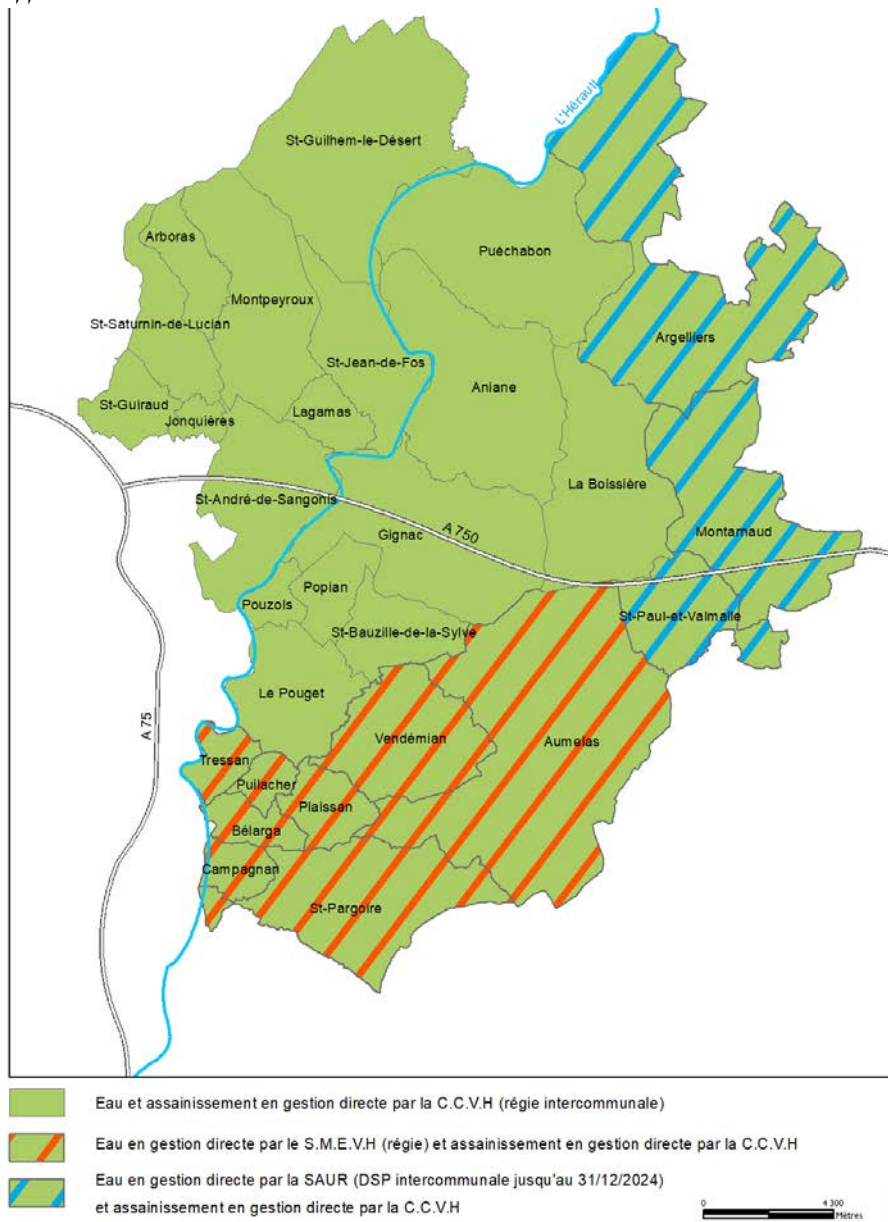 L'Hérault
St-Guilhem-le-Désert
Arboras
Puéchabon
Montpeyroux
St-Saturnin-de-Lucian
Argelliers
St-Jean-de-Fos
Aniane
St-Guiraud
Lagamas
Jonquières
La Boissière
St-André-de-Sangonis
A 750
Gignac
Montarnaud
Popian
Pouzols
St-Paul-et-Valmalle
St-Bauzille-de-la-Sylve
Le Pouget
A 75
Vendémian
Aumelas
Tressan
Puilacher
Plaissan
Bélarga
Campagnan
St-Pargoire
Eau et assainissement en gestion directe par la C.C.V.H (régie intercommunale)
Eau en gestion directe par le S.M.E.V.H (régie) et assainissement en gestion directe par la C.C.V.H
Eau en gestion directe par la SAUR (DSP intercommunale jusqu'au 31/12/2024)
et assainissement en gestion directe par la C.C.V.H
0 4 300
Mètres